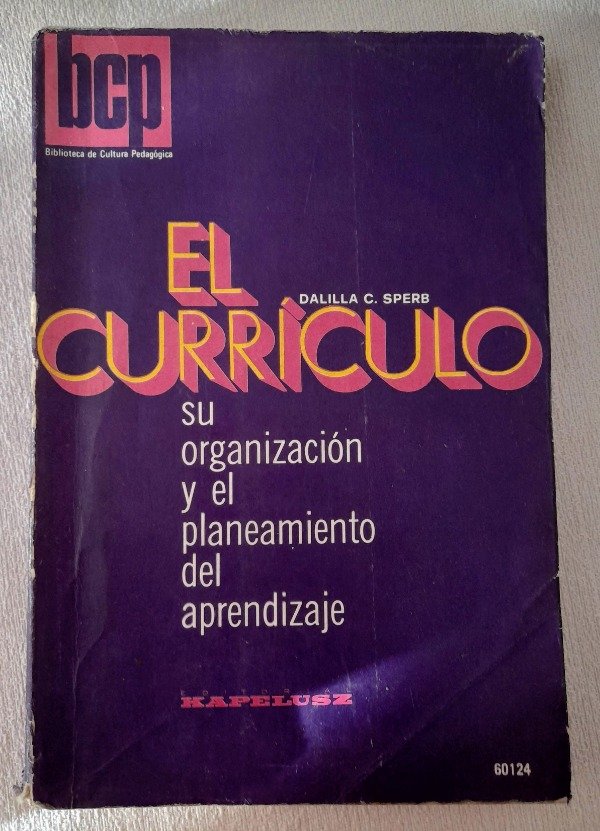 bcp
Biblioteca de Cultura Pedagógica
EL
DALILLA C. SPERB
CURRÍCULO
su
organización
y el
planeamiento
del
aprendizaje
KAPELUSZ
60124